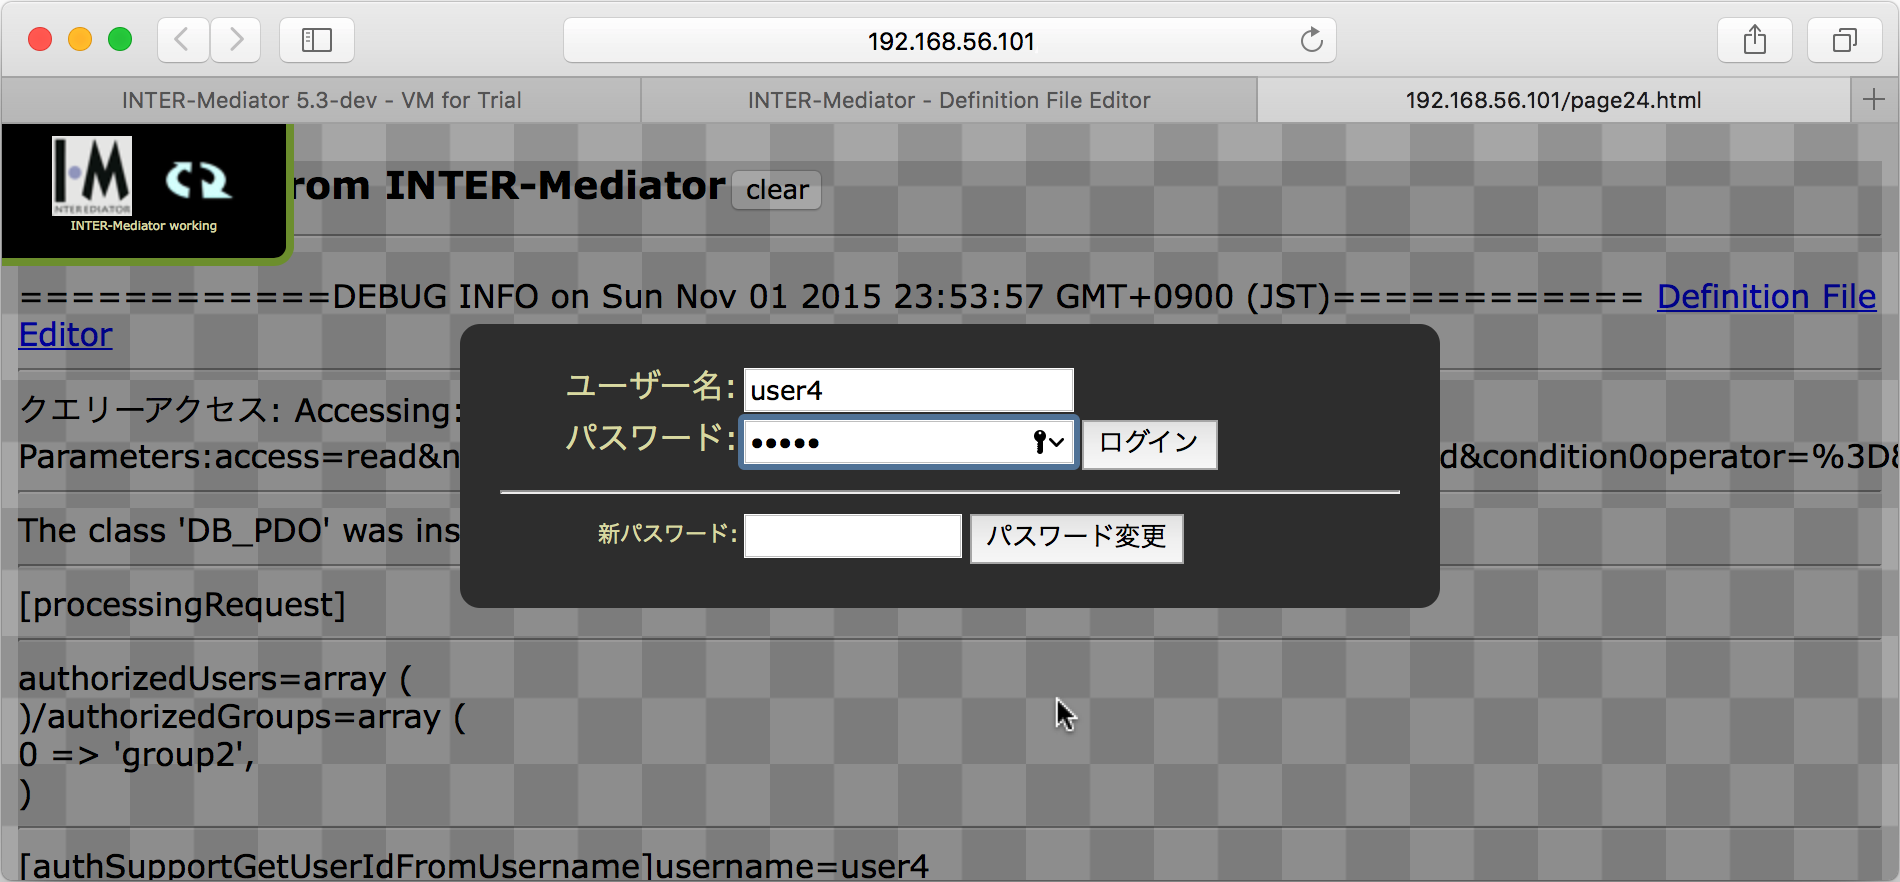 192.168.56.101
INTER-Mediator 5.3-dev - VM for Trial
INTER-Mediator - Definition File Editor
192.168.56.101/page24.html
I·M
INTER-Mediator working
rom INTER-Mediator
clear
============DEBUG INFO on Sun Nov 01 2015 23:53:57 GMT+0900 (JST)============ Definition File
Editor
ユーザー名: user4
パスワード: •••••
ログイン
新パスワード:
パスワード変更
クエリーアクセス: Accessing:
Parameters:access=read&n
d&condition0operator=%3D&
The class 'DB_PDO' was ins
[processingRequest]
authorizedUsers=array (
)/authorizedGroups=array (
0 => 'group2',
)
[authSupportGetUserIdFromUsername]username=user4